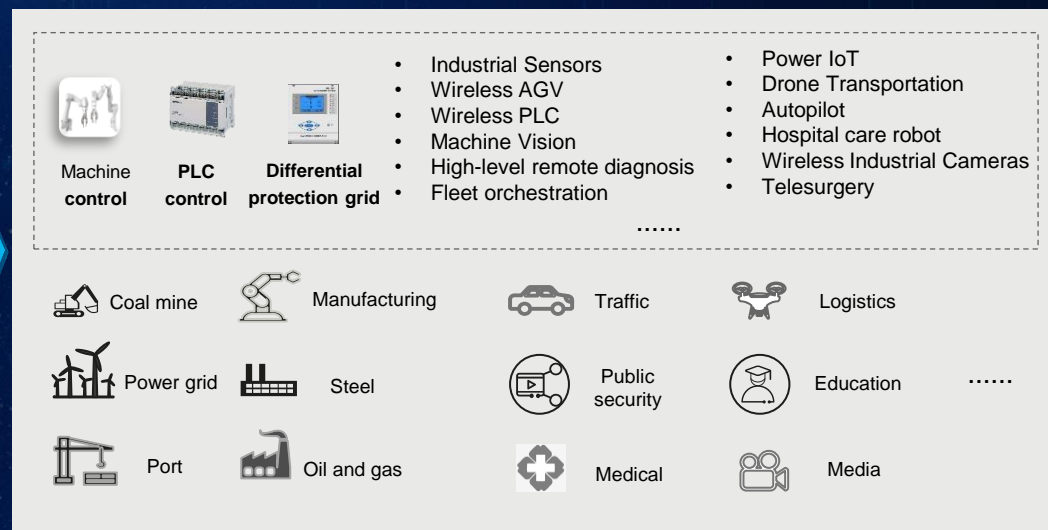 Machine
control
PLC
control
Differential
protection grid
• Industrial Sensors
• Wireless AGV
• Wireless PLC
• Machine Vision
• High-level remote diagnosis
• Fleet orchestration
• Power IoT
• Drone Transportation
• Autopilot
• Hospital care robot
• Wireless Industrial Cameras
• Telesurgery
......
Coal mine
Manufacturing
Traffic
Logistics
Power grid
Steel
Public
security
Education
......
Port
Oil and gas
Medical
Media